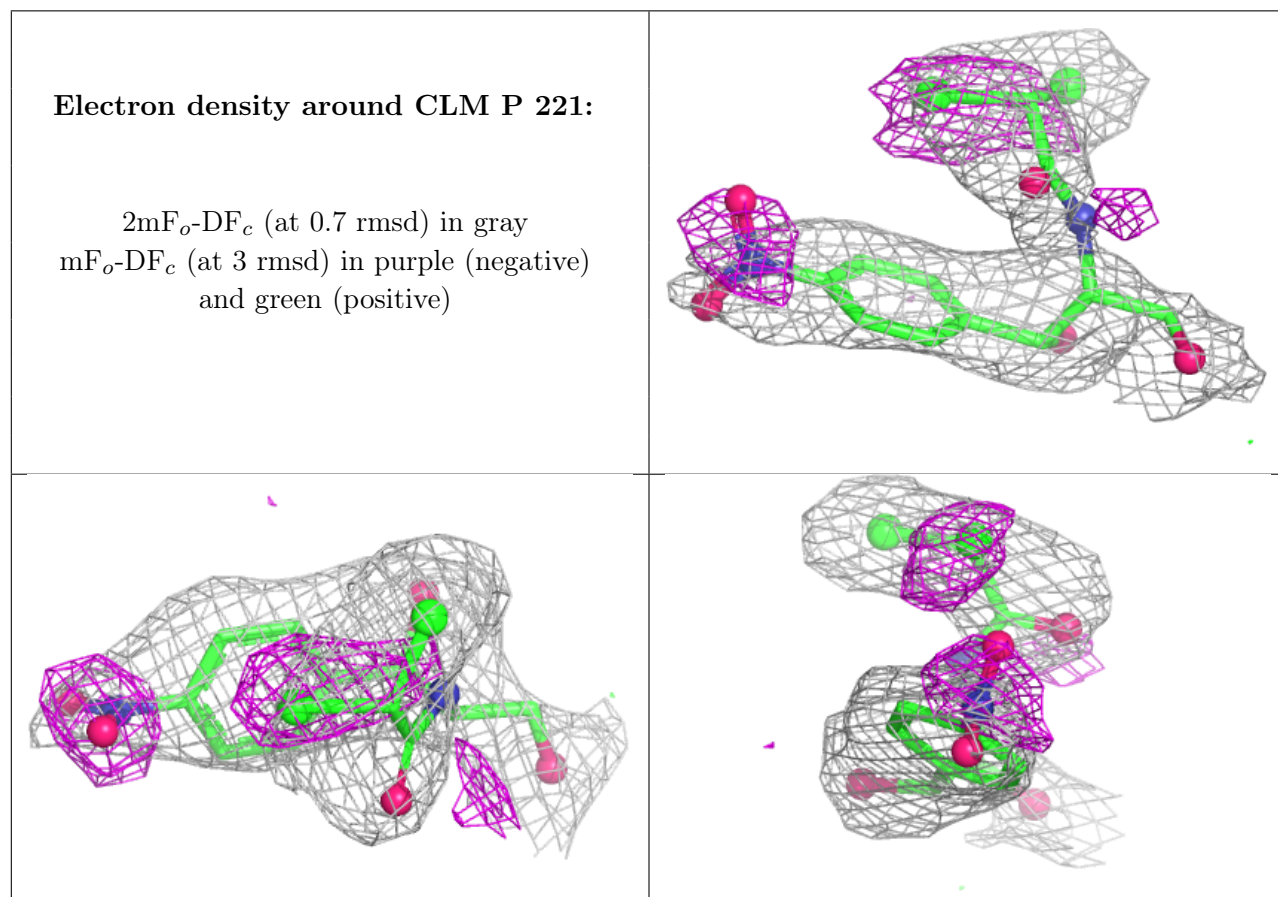 Electron density around CLM P 221:
2mFo-DFc (at 0.7 rmsd) in gray
mFo-DFc (at 3 rmsd) in purple (negative)
and green (positive)